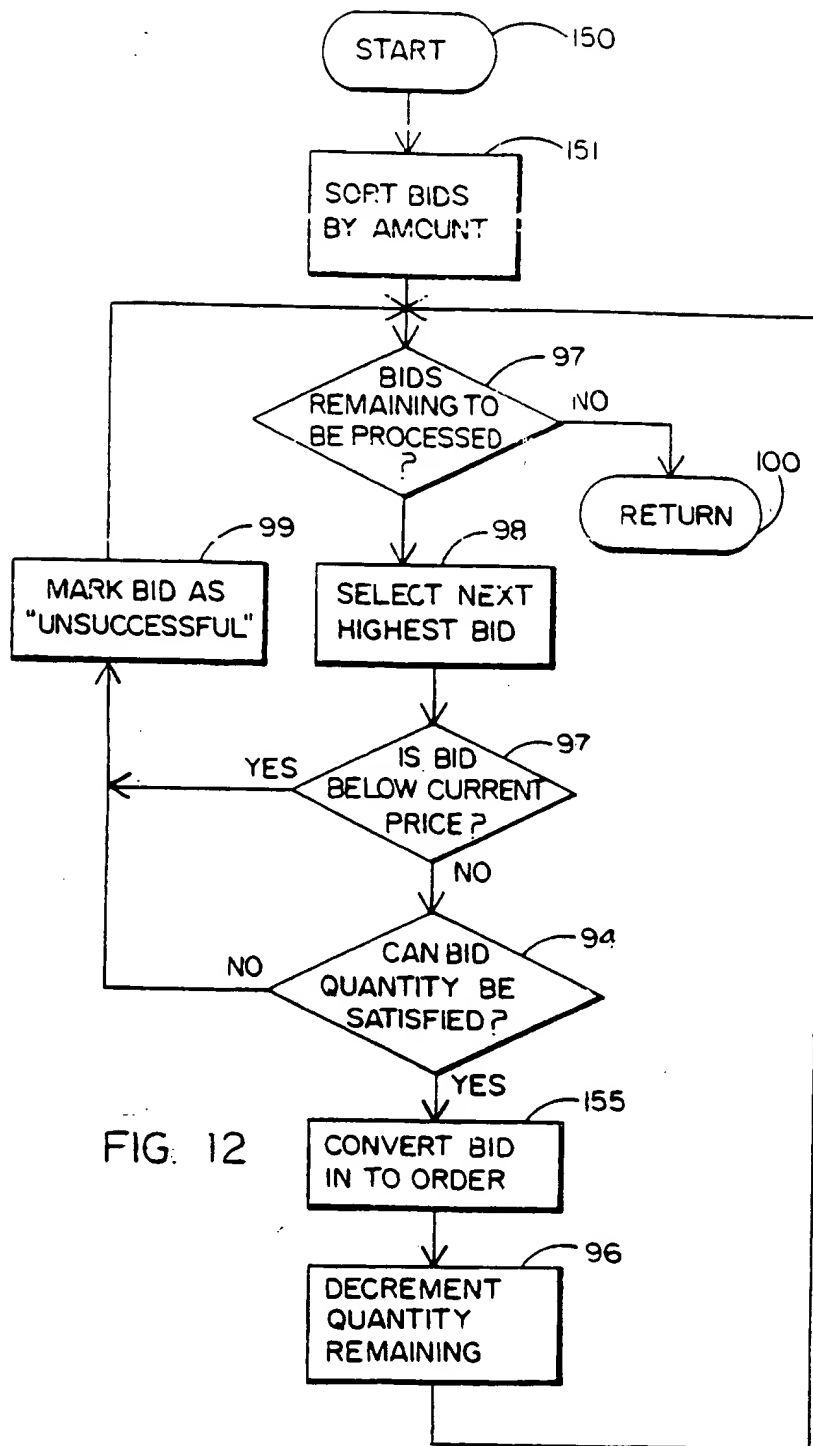 START
150
151
SORT BIDS
BY AMOUNT
97
BIDS
REMAINING TO
BE PROCESSED
?
NO
100
RETURN
99
MARK BID AS
"UNSUCCESSFUL"
98
SELECT NEXT
HIGHEST BID
97
YES
IS BID
BELOW CURRENT
PRICE?
NO
94
NO
CAN BID
QUANTITY BE
SATISFIED?
YES
155
FIG. 12
CONVERT BID
IN TO ORDER
96
DECREMENT
QUANTITY
REMAINING